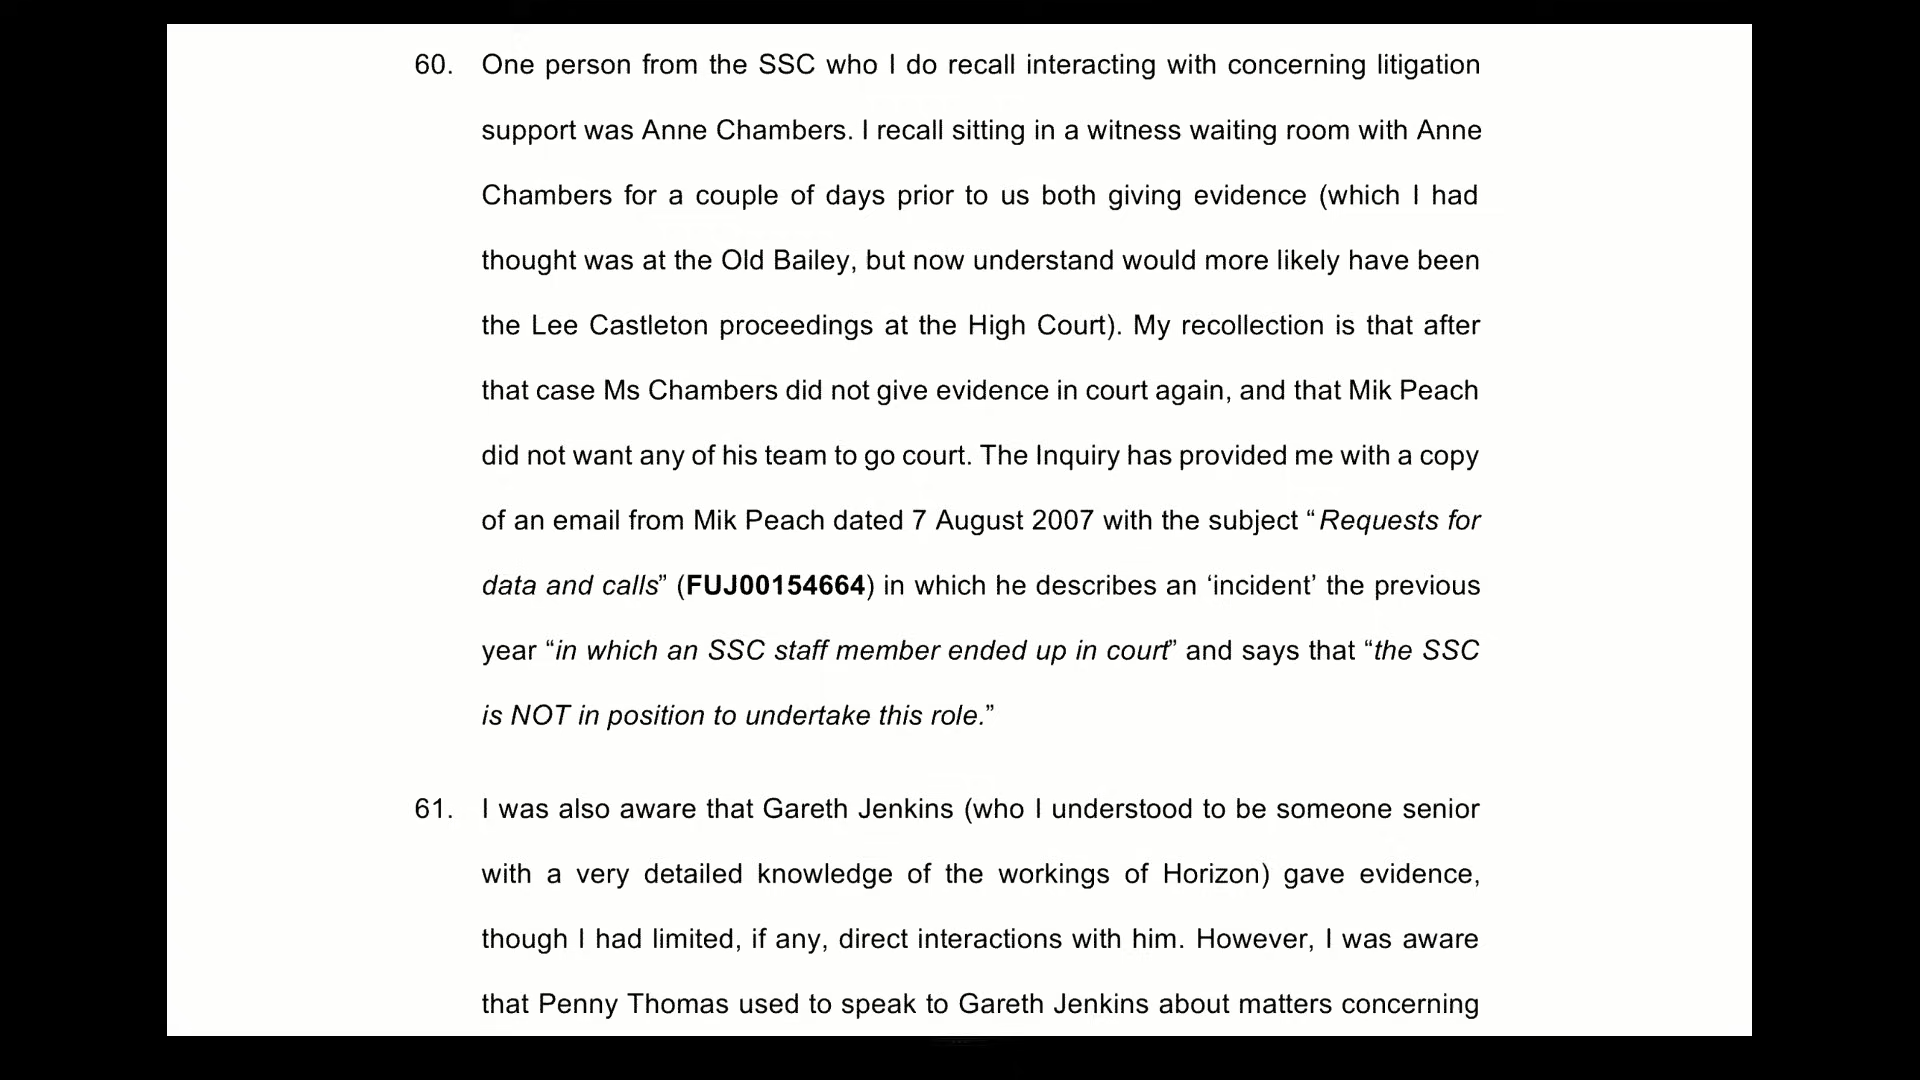 60. One person from the SSC who I do recall interacting with concerning litigation
support was Anne Chambers. I recall sitting in a witness waiting room with Anne
Chambers for a couple of days prior to us both giving evidence (which I had
thought was at the Old Bailey, but now understand would more likely have been
the Lee Castleton proceedings at the High Court). My recollection is that after
that case Ms Chambers did not give evidence in court again, and that Mik Peach
did not want any of his team to go court. The Inquiry has provided me with a copy
of an email from Mik Peach dated 7 August 2007 with the subject “Requests for
data and calls” (FUJ00154664) in which he describes an ‘incident’ the previous
year “in which an SSC staff member ended up in court” and says that “the SSC
is NOT in position to undertake this role.”
61. I was also aware that Gareth Jenkins (who I understood to be someone senior
with a very detailed knowledge of the workings of Horizon) gave evidence,
though I had limited, if any, direct interactions with him. However, I was aware
that Penny Thomas used to speak to Gareth Jenkins about matters concerning